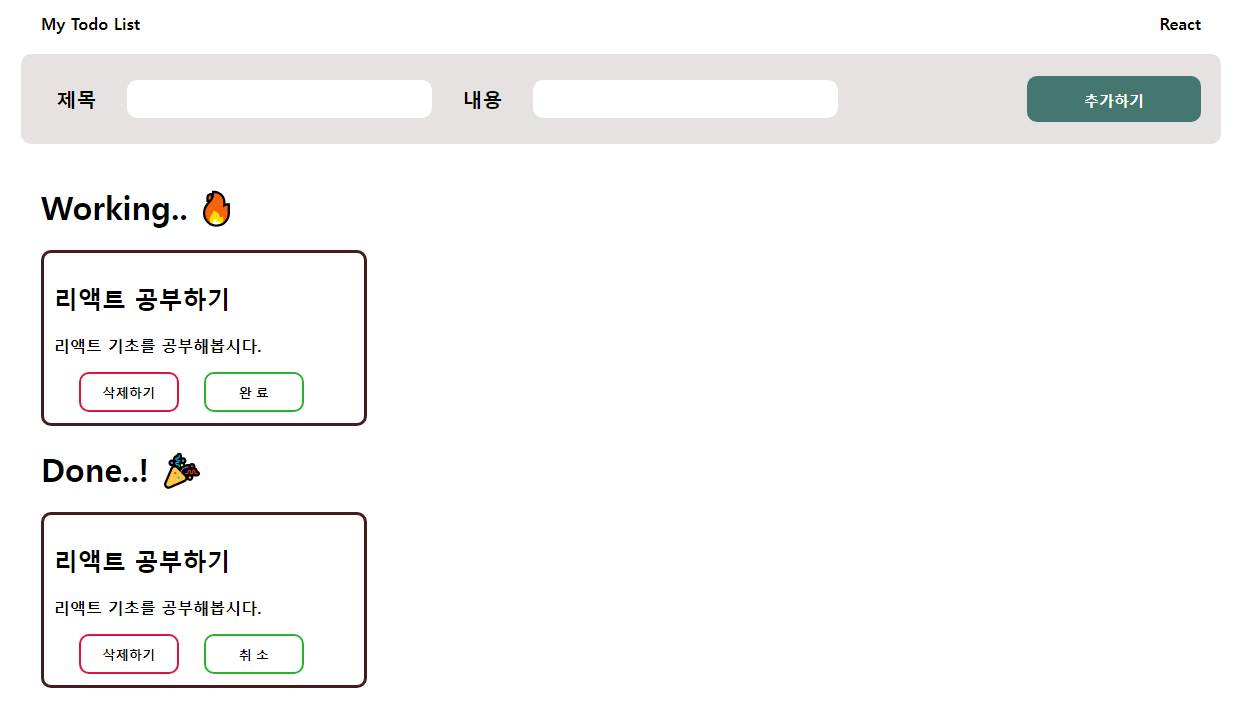 My Todo List React
제목 내용 추가하기
Working.. 🔥
리액트 공부하기
리액트 기초를 공부해봅시다.
삭제하기 완 료
Done..! 🎉
리액트 공부하기
리액트 기초를 공부해봅시다.
삭제하기 취 소